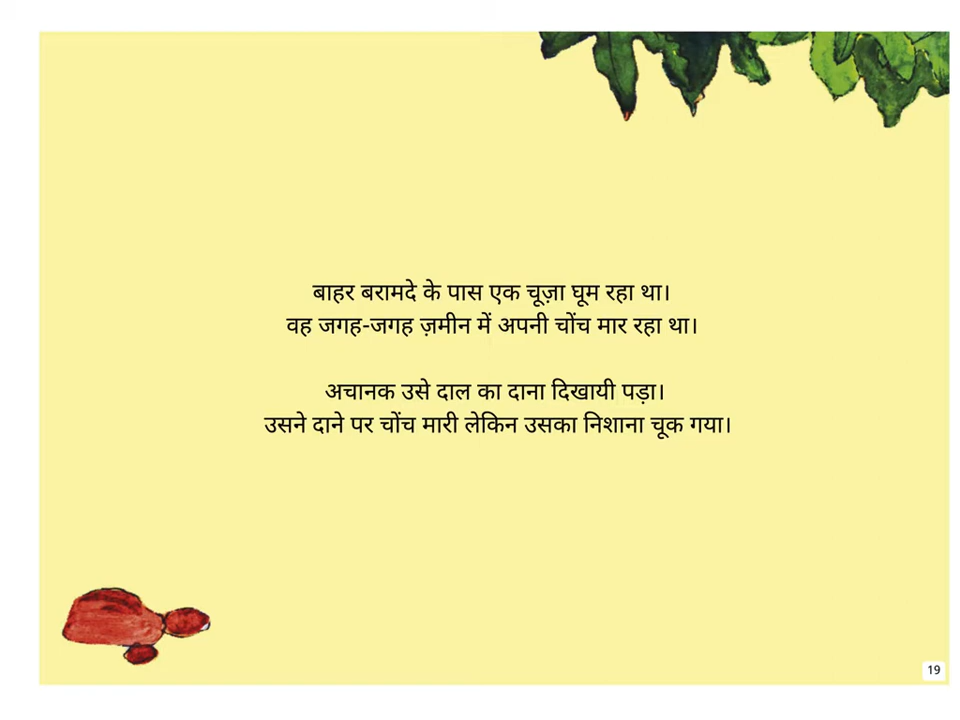 बाहर बरामदे के पास एक चूज़ा घूम रहा था।
वह जगह-जगह ज़मीन में अपनी चोंच मार रहा था।
अचानक उसे दाल का दाना दिखायी पड़ा।
उसने दाने पर चोंच मारी लेकिन उसका निशाना चूक गया।
19